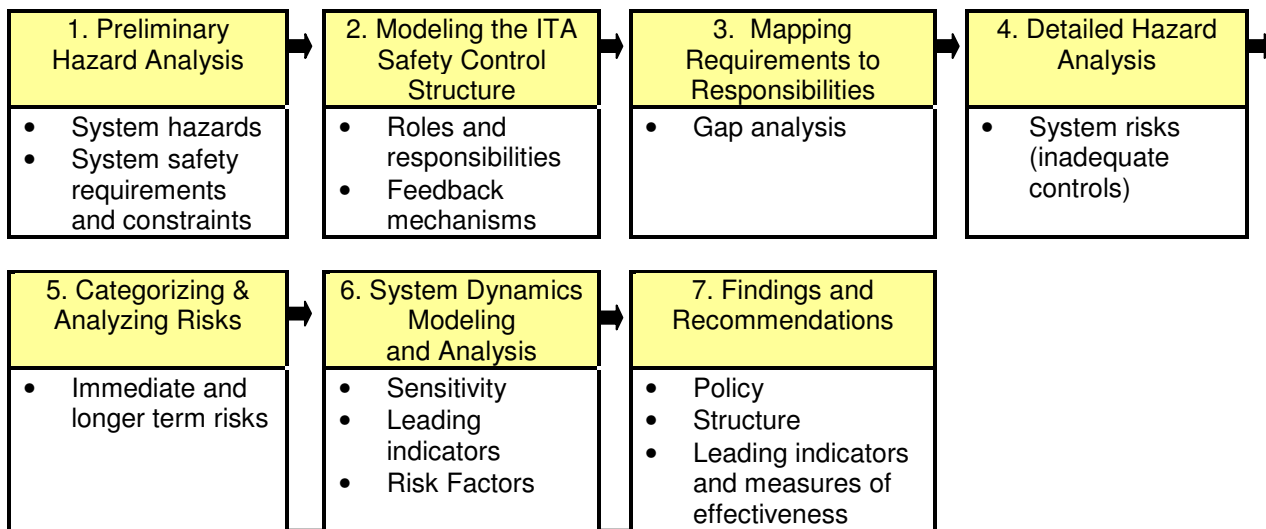 1. Preliminary
Hazard Analysis
• System hazards
• System safety
requirements
and constraints
2. Modeling the ITA
Safety Control
Structure
• Roles and
responsibilities
• Feedback
mechanisms
3. Mapping
Requirements to
Responsibilities
• Gap analysis
4. Detailed Hazard
Analysis
• System risks
(inadequate
controls)
5. Categorizing &
Analyzing Risks
• Immediate and
longer term risks
6. System Dynamics
Modeling
and Analysis
• Sensitivity
• Leading
indicators
• Risk Factors
7. Findings and
Recommendations
• Policy
• Structure
• Leading indicators
and measures of
effectiveness